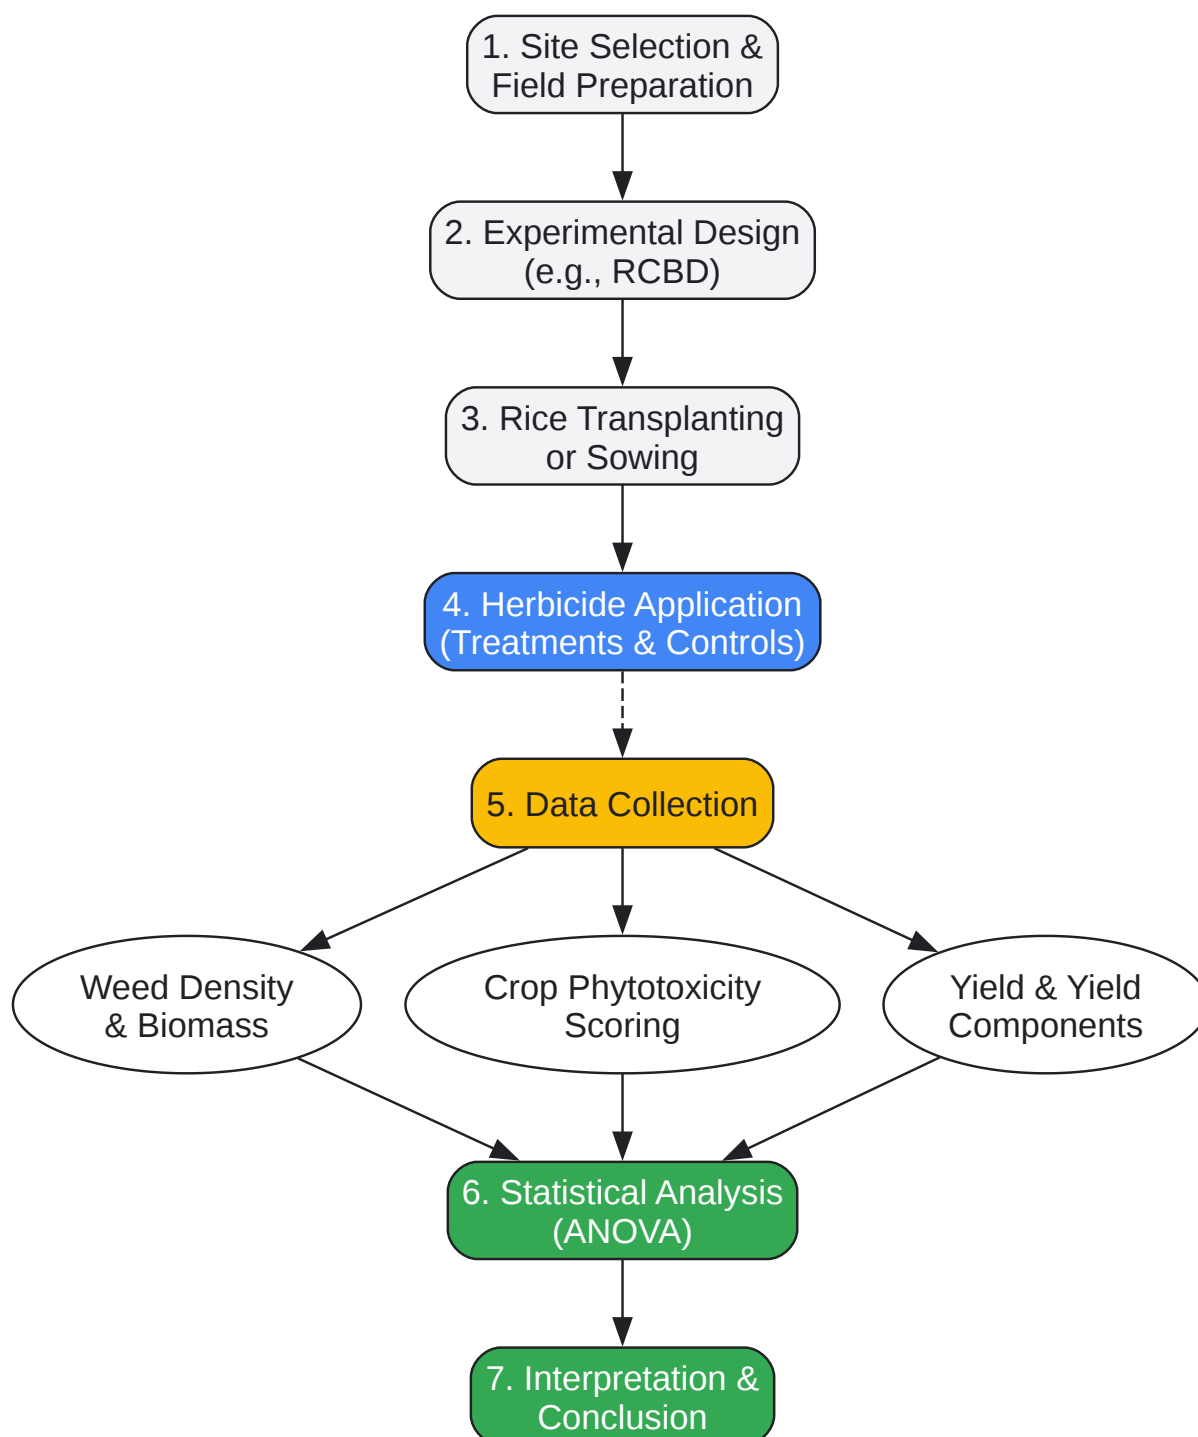 1. Site Selection &
Field Preparation
2. Experimental Design
(e.g., RCBD)
3. Rice Transplanting
or Sowing
4. Herbicide Application
(Treatments & Controls)
5. Data Collection
Weed Density
& Biomass
Crop Phytotoxicity
Scoring
Yield & Yield
Components
6. Statistical Analysis
(ANOVA)
7. Interpretation &
Conclusion